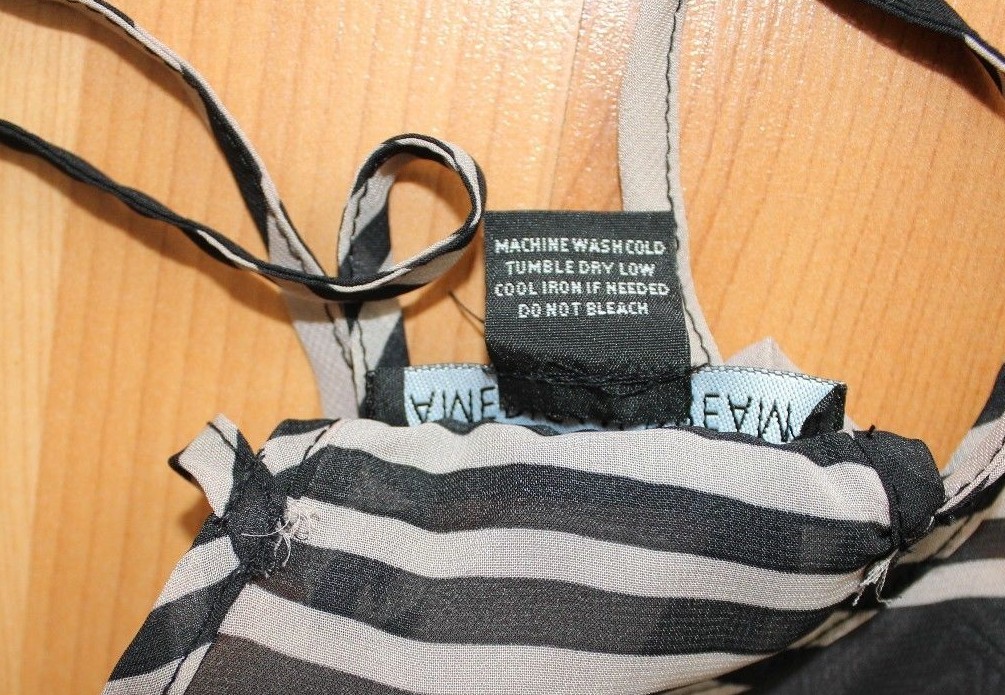 MACHINE WASH COLD
TUMBLE DRY LOW
COOL IRON IF NEEDED
DO NOT BLEACH